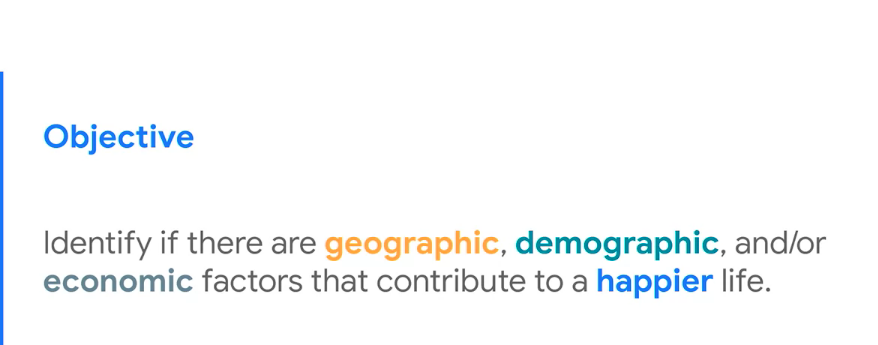 Objective
Identify if there are geographic, demographic, and/or
economic factors that contribute to a happier life.